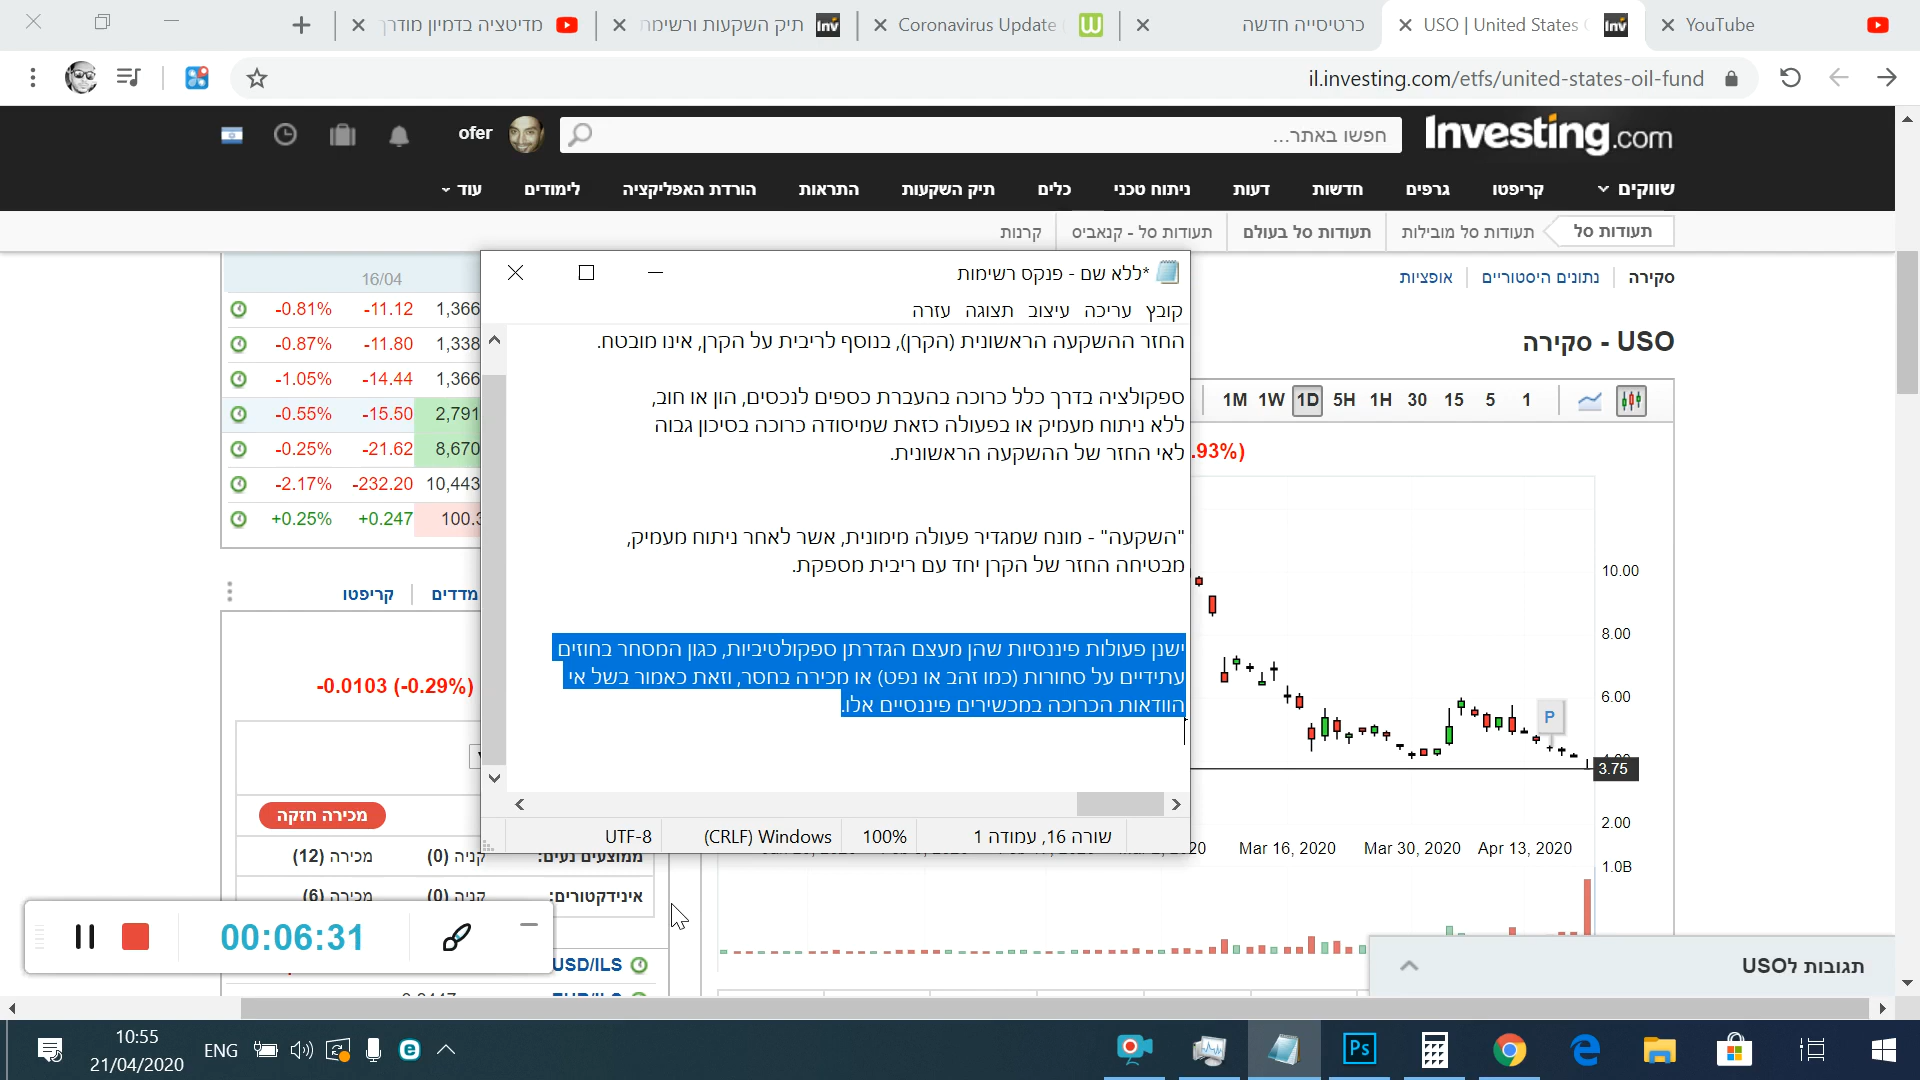 YouTube
USO | United States
כרטיסייה חדשה
Coronavirus Update
תיק השקעות ורשימת
מדיטציה בדמיון מודרך
il.investing.com/etfs/united-states-oil-fund
Investing.com
חפשו באתר...
ofer
שווקים
קריפטו
גרפים
חדשות
דעות
ניתוח טכני
כלים
תיק השקעות
התראות
הורדת האפליקציה
לימודים
עוד
תעודות סל
תעודות סל מובילות
תעודות סל בעולם
תעודות סל - קנאביס
קרנות
סקירה
נתונים היסטוריים
אופציות
USO - סקירה
1M 1W 1D 5H 1H 30 15 5 1
.93%)
10.00
8.00
6.00
P
3.75
2.00
1.0B
Mar 16, 2020
Mar 30, 2020
Apr 13, 2020
תגובות לUSO
*ללא שם - פנקס רשימות
קובץ עריכה עיצוב תצוגה עזרה
החזר ההשקעה הראשונית (הקרן), בנוסף לריבית על הקרן, אינו מובטח.
ספקולציה בדרך כלל כרוכה בהעברת כספים לנכסים, הון או חוב,
ללא ניתוח מעמיק או בפעולה כזאת שמיסודה כרוכה בסיכון גבוה
לאי החזר של ההשקעה הראשונית.
"השקעה" - מונח שמגדיר פעולה מימונית, אשר לאחר ניתוח מעמיק,
מבטיחה החזר של הקרן יחד עם ריבית מספקת.
ישנן פעולות פיננסיות שהן מעצם הגדרתן ספקולטיביות, כגון המסחר בחוזים
עתידיים על סחורות (כמו זהב או נפט) או מכירה בחסר, וזאת כאמור בשל אי
הוודאות הכרוכה במכשירים פיננסיים אלו.
שורה 16, עמודה 1
100%
Windows (CRLF)
UTF-8
16/04
1,366 -11.12 -0.81%
1,338 -11.80 -0.87%
1,366 -14.44 -1.05%
2,791 -15.50 -0.55%
8,670 -21.62 -0.25%
10,443 -232.20 -2.17%
100.3 +0.247 +0.25%
מדדים
קריפטו
-0.0103 (-0.29%)
מכירה חזקה
ממוצעים נעים: קניה (0) מכירה (12)
אינידקטורים: קניה (0) מכירה (6)
USD/ILS
00:06:31
10:55
21/04/2020
ENG
Ps